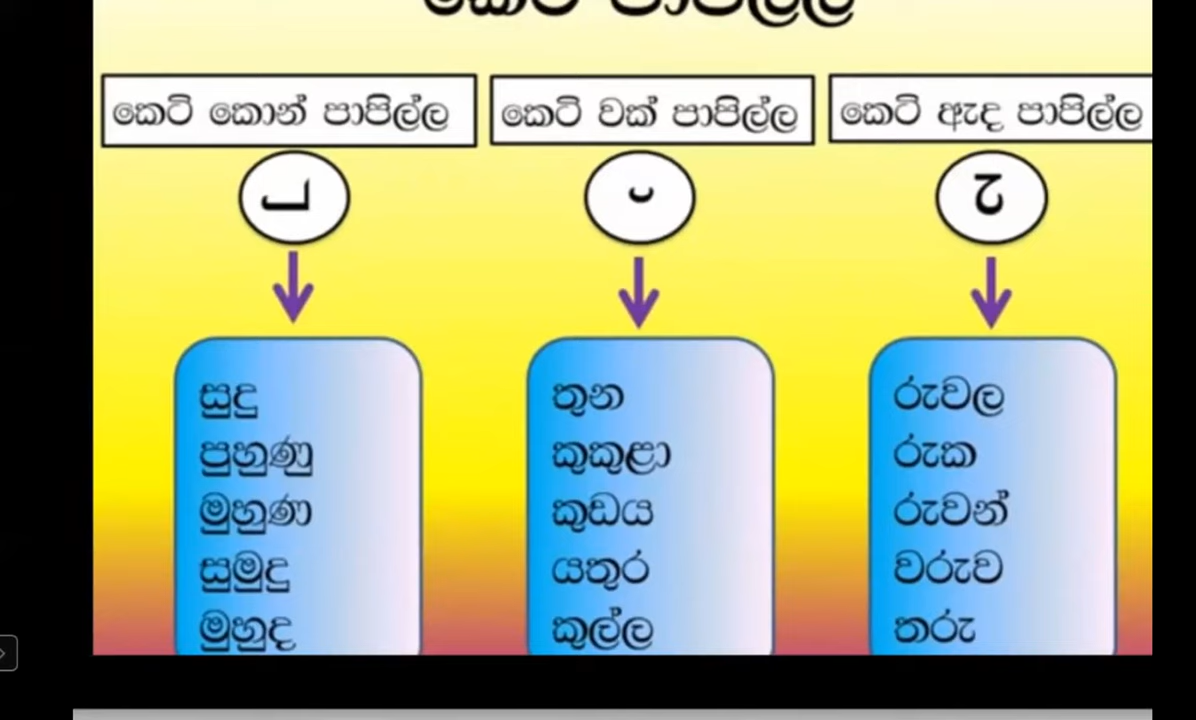 කෙටි පාපිල්ල
කෙටි කොන් පාපිල්ල
කෙටි වක් පාපිල්ල
කෙටි ඇද පාපිල්ල
සුදු
පුහුණු
මුහුණ
සුමුදු
මුහුද
තුන
කුකුළා
කුඩය
යතුර
කුල්ල
රුවල
රුක
රුවන්
වරුව
තරු